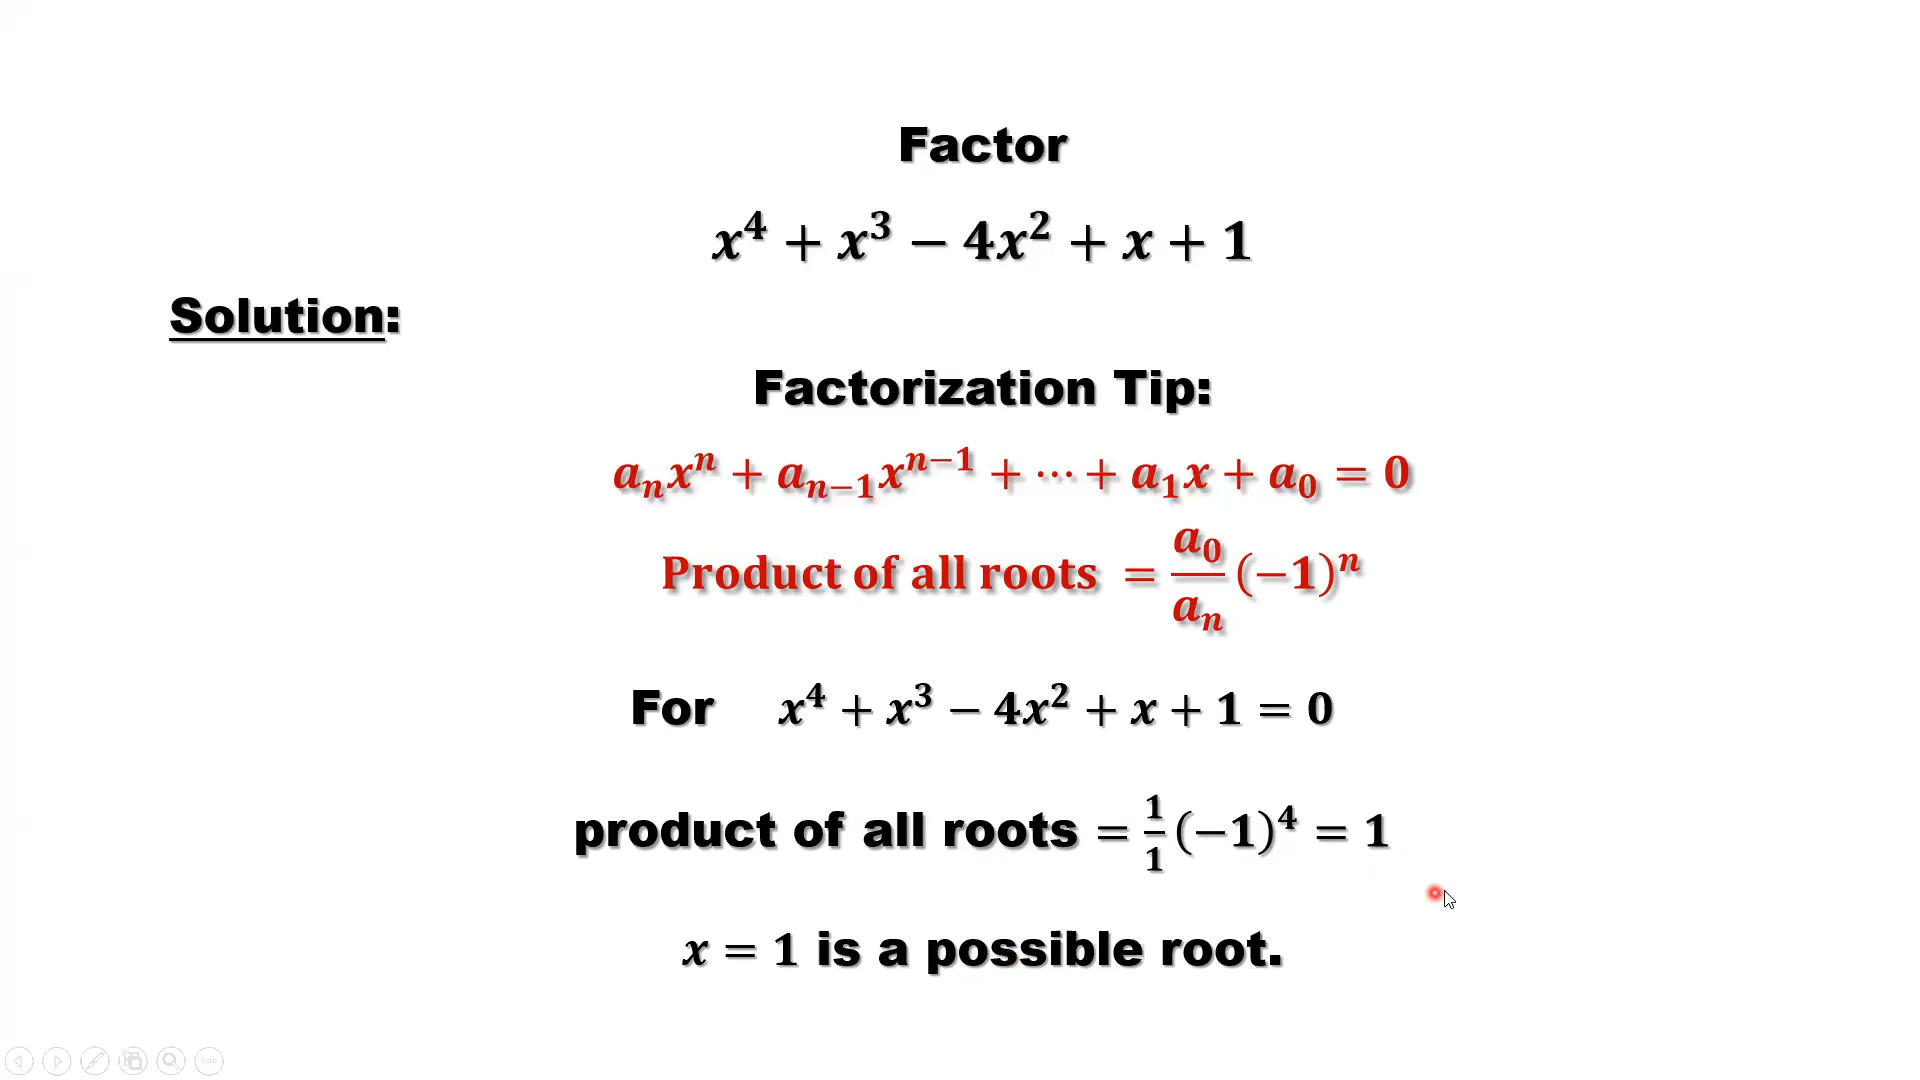 Factor
x⁴ + x³ − 4x² + x + 1
Solution:
Factorization Tip:
aₙxⁿ + aₙ₋₁xⁿ⁻¹ + ⋯ + a₁x + a₀ = 0
Product of all roots = a₀/aₙ (−1)ⁿ
For x⁴ + x³ − 4x² + x + 1 = 0
product of all roots = 1/1 (−1)⁴ = 1
x = 1 is a possible root.